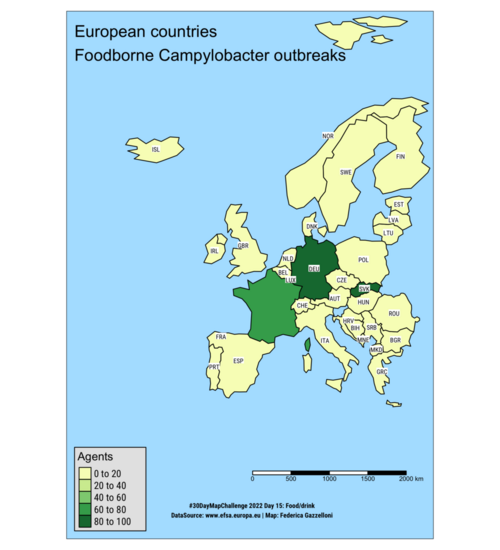 European countries
Foodborne Campylobacter outbreaks
NOR
ISL
FIN
SWE
EST
LVA
DNK
LTU
GBR
IRL
NLD
POL
DEU
BEL
LUX
CZE
SVK
AUT
CHE
HUN
ROU
HRV
SRB
BIH
FRA
ITA
MNE
BGR
MKD
ESP
PRT
GRC
Agents
0 to 20
20 to 40
40 to 60
60 to 80
80 to 100
0 500 1000 1500 2000 km
#30DayMapChallenge 2022 Day 15: Food/drink
DataSource: www.efsa.europa.eu | Map: Federica Gazzelloni